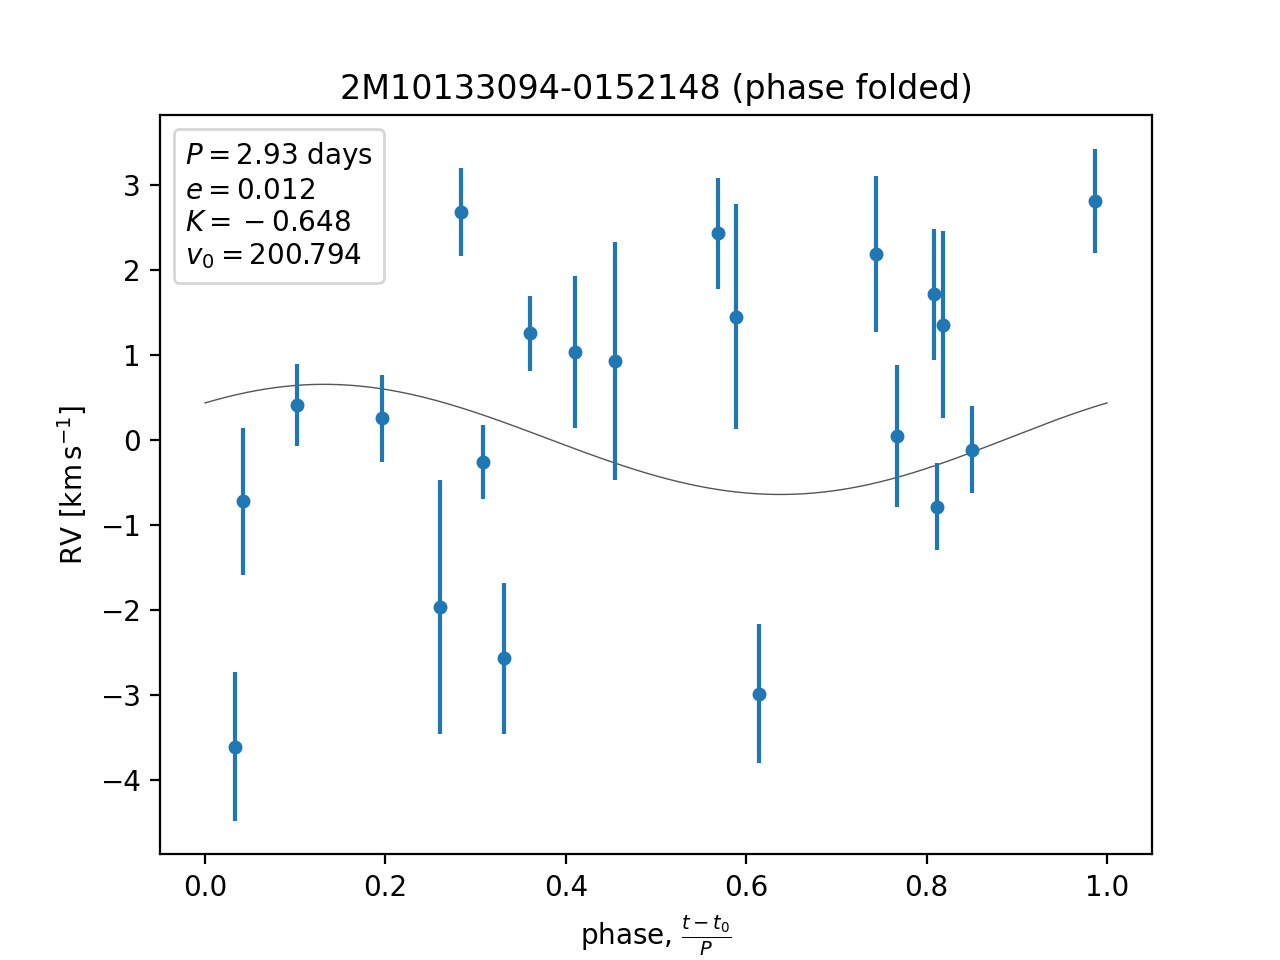 2M10133094-0152148 (phase folded)
P = 2.93 days
e = 0.012
K = −0.648
v₀ = 200.794
3
2
1
0
−1
−2
−3
−4
RV [km s⁻¹]
0.0 0.2 0.4 0.6 0.8 1.0
phase, (t − t₀)/P